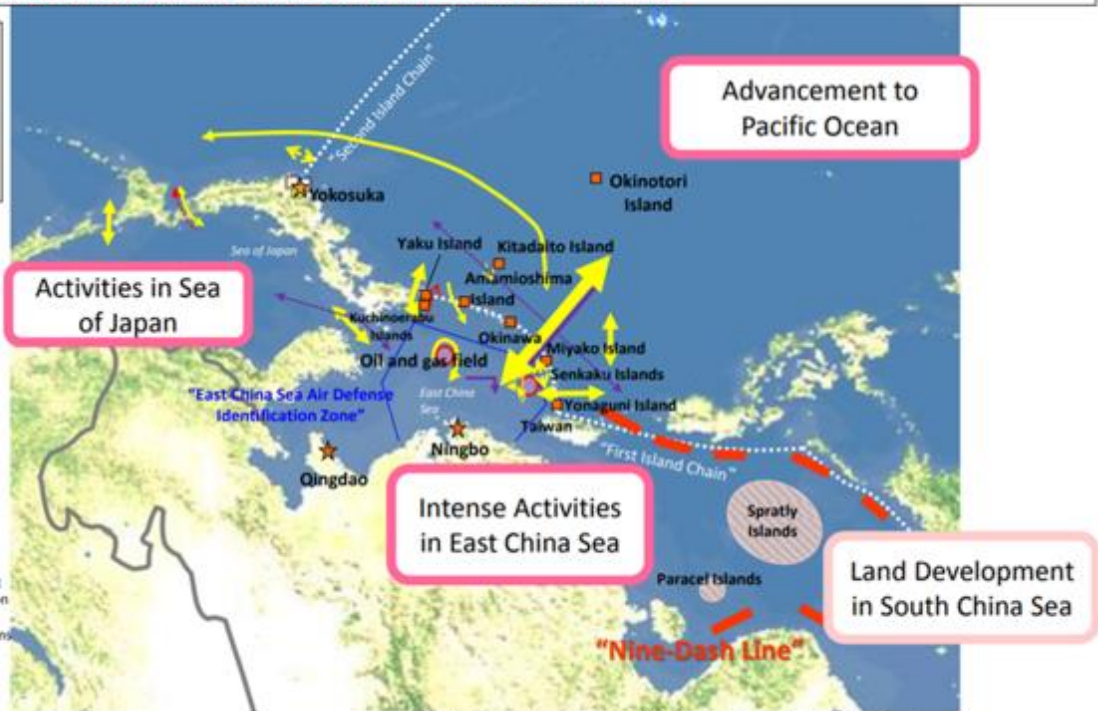 "Second Island Chain"
Advancement to
Pacific Ocean
Okinotori
Island
Yokosuka
Sea of Japan
Yaku Island
Kitadaito Island
Amamioshima
Island
Activities in Sea
of Japan
Kuchinoerabu
Islands
Okinawa
Oil and gas field
Miyako Island
Senkaku Islands
"East China Sea Air Defense
Identification Zone"
East China
Sea
Yonaguni Island
Taiwan
Ningbo
"First Island Chain"
Qingdao
Intense Activities
in East China Sea
Spratly
Islands
Paracel Islands
Land Development
in South China Sea
"Nine-Dash Line"